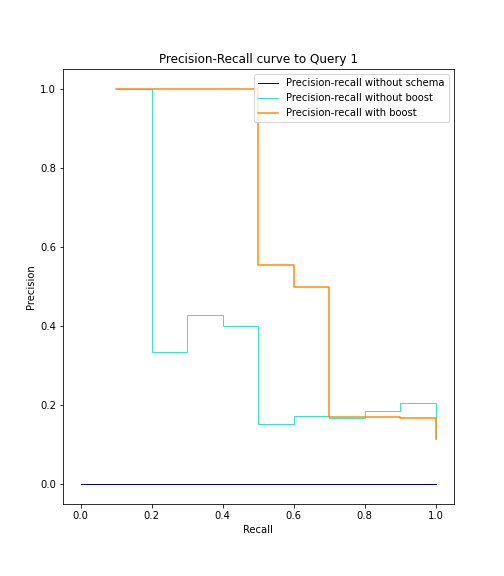 Precision-Recall curve to Query 1
Precision-recall without schema
Precision-recall without boost
Precision-recall with boost
1.0
0.8
0.6
0.4
0.2
0.0
Precision
0.0 0.2 0.4 0.6 0.8 1.0
Recall